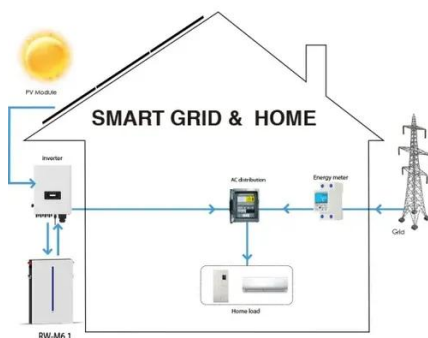 PV Module
SMART GRID & HOME
Inverter
AC distribution
Energy meter
Grid
Home load
RW-M6.1